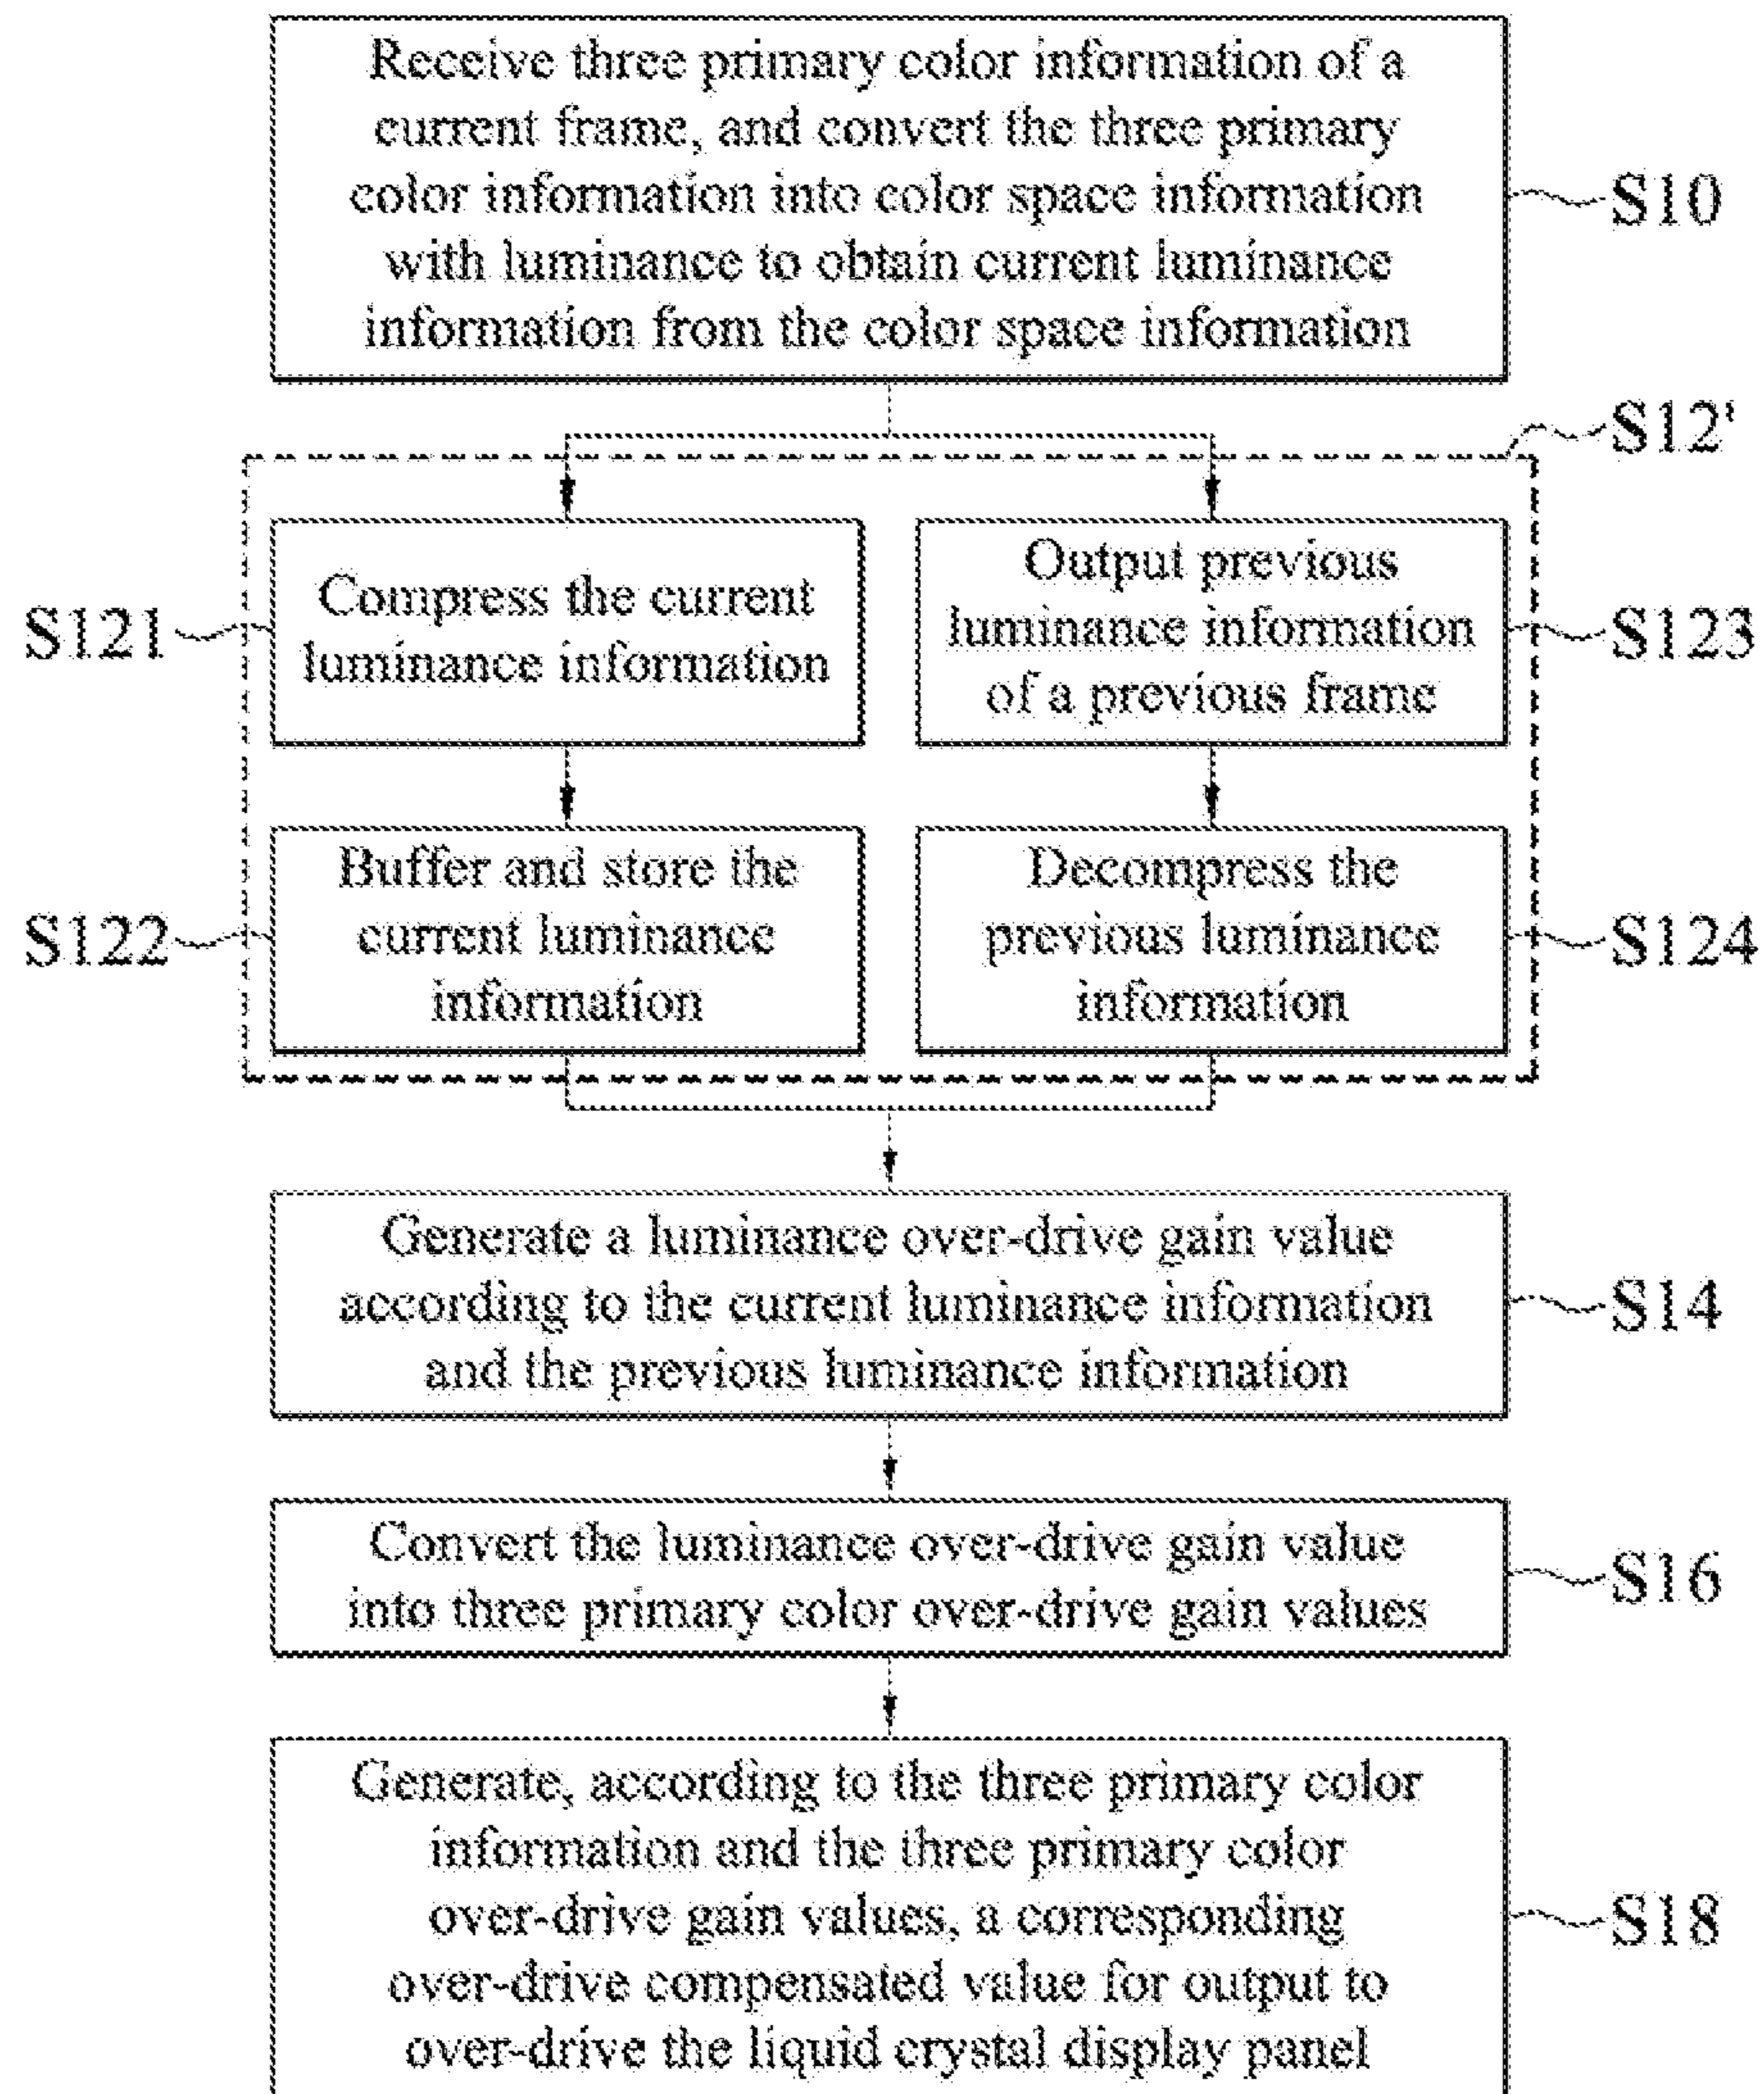 Receive three primary color information of a
current frame, and convert the three primary
color information into color space information
with luminance to obtain current luminance
information from the color space information
S10
S12'
Compress the current
luminance information
S121
Output previous
luminance information
of a previous frame
S123
Buffer and store the
current luminance
information
S122
Decompress the
previous luminance
information
S124
Generate a luminance over-drive gain value
according to the current luminance information
and the previous luminance information
S14
Convert the luminance over-drive gain value
into three primary color over-drive gain values
S16
Generate, according to the three primary color
information and the three primary color
over-drive gain values, a corresponding
over-drive compensated value for output to
over-drive the liquid crystal display panel
S18